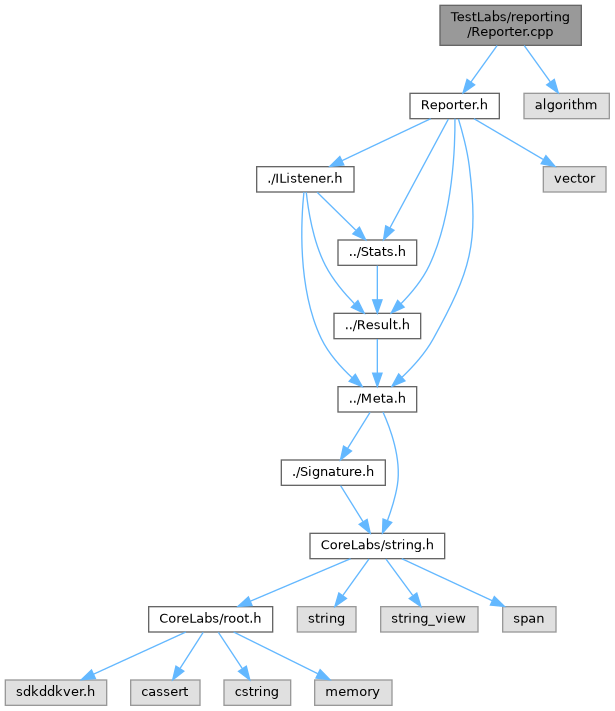 TestLabs/reporting
/Reporter.cpp
Reporter.h
algorithm
./IListener.h
vector
../Stats.h
../Result.h
../Meta.h
./Signature.h
CoreLabs/string.h
CoreLabs/root.h
string
string_view
span
sdkddkver.h
cassert
cstring
memory